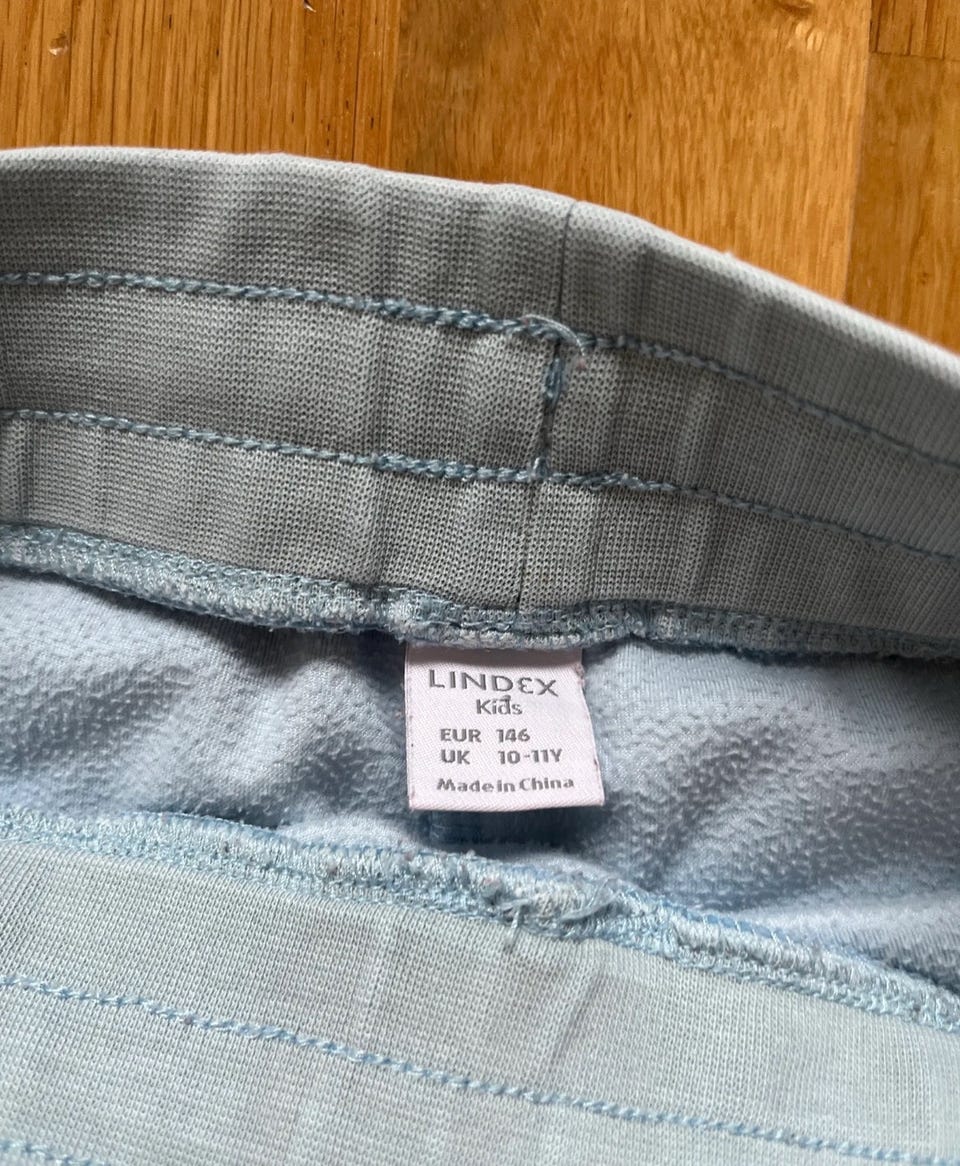 LINDEX
Kids
EUR 146
UK 10-11Y
Made in China